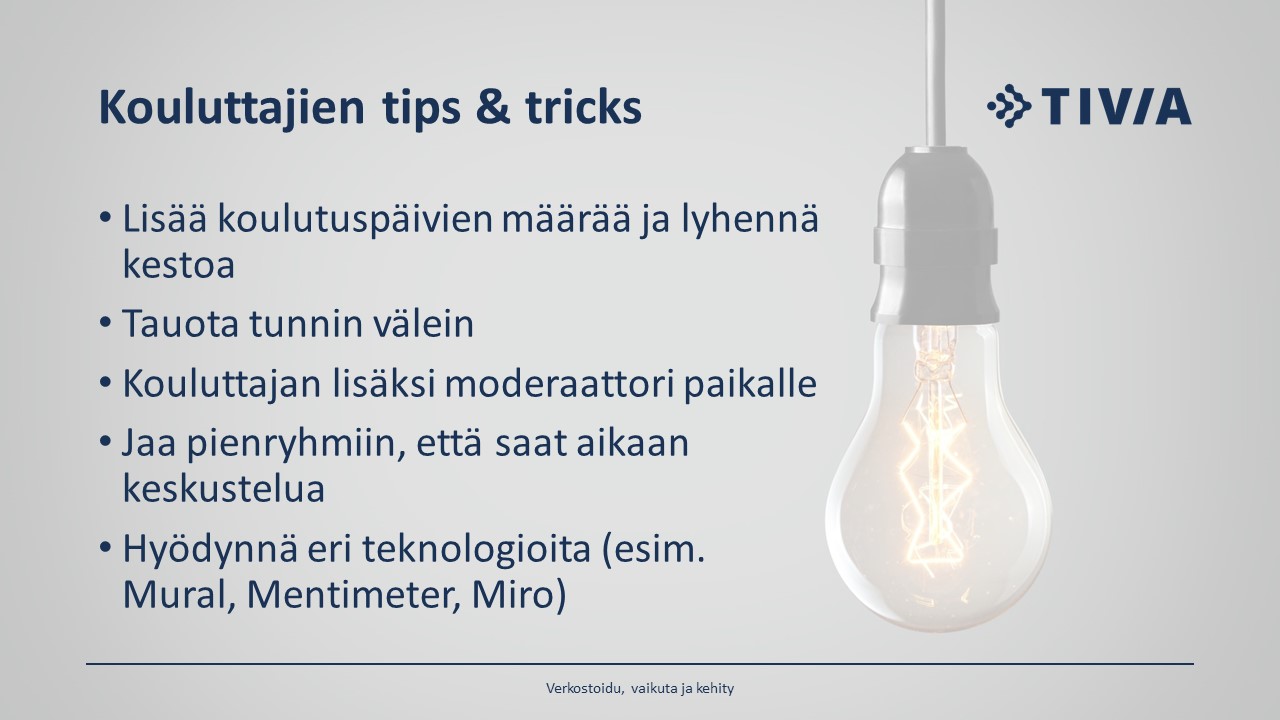 Kouluttajien tips & tricks
TIVIA
• Lisää koulutuspäivien määrää ja lyhennä
kestoa
• Tauota tunnin välein
• Kouluttajan lisäksi moderaattori paikalle
• Jaa pienryhmiin, että saat aikaan
keskustelua
• Hyödynnä eri teknologioita (esim.
Mural, Mentimeter, Miro)
Verkostoidu, vaikuta ja kehity